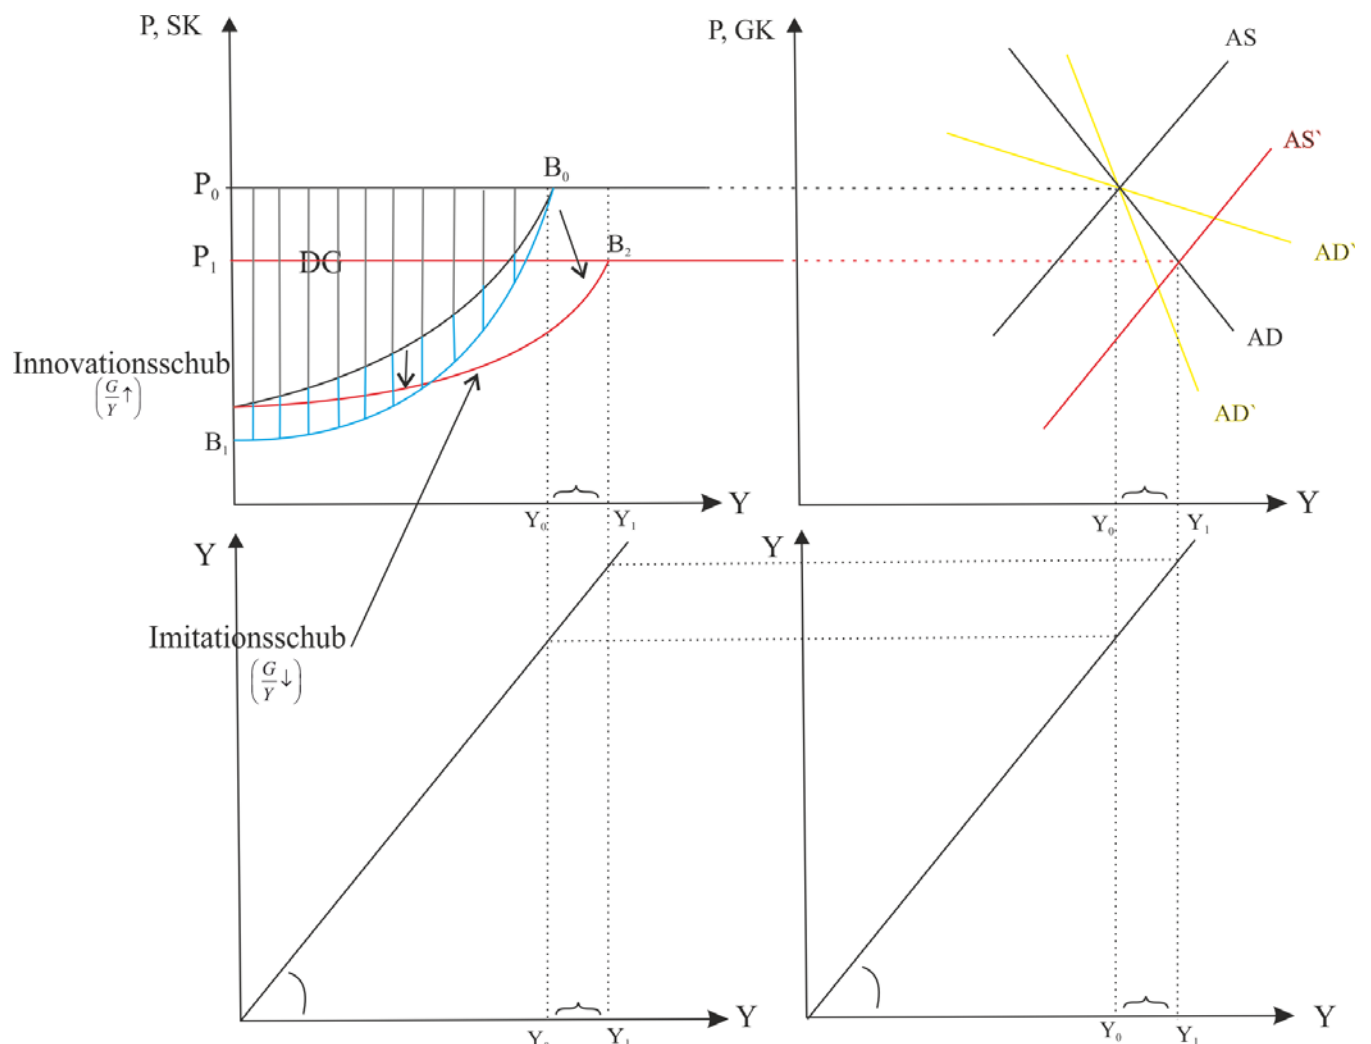 P, SK
P, GK
AS
AS`
B₀
P₀
B₂
P₁
DG
AD`
AD
Innovationsschub
(G/Y ↑)
AD`
B₁
Y
Y
Y₀
Y₁
Y₀
Y₁
Y
Y
Imitationsschub
(G/Y ↓)
Y
Y
Y₀
Y₁
Y₀
Y₁